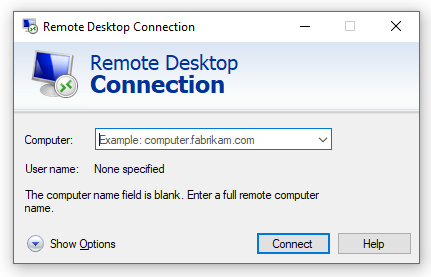 Remote Desktop Connection
Remote Desktop
Connection
Computer: Example: computer.fabrikam.com
User name: None specified
The computer name field is blank. Enter a full remote computer
name.
Show Options Connect Help